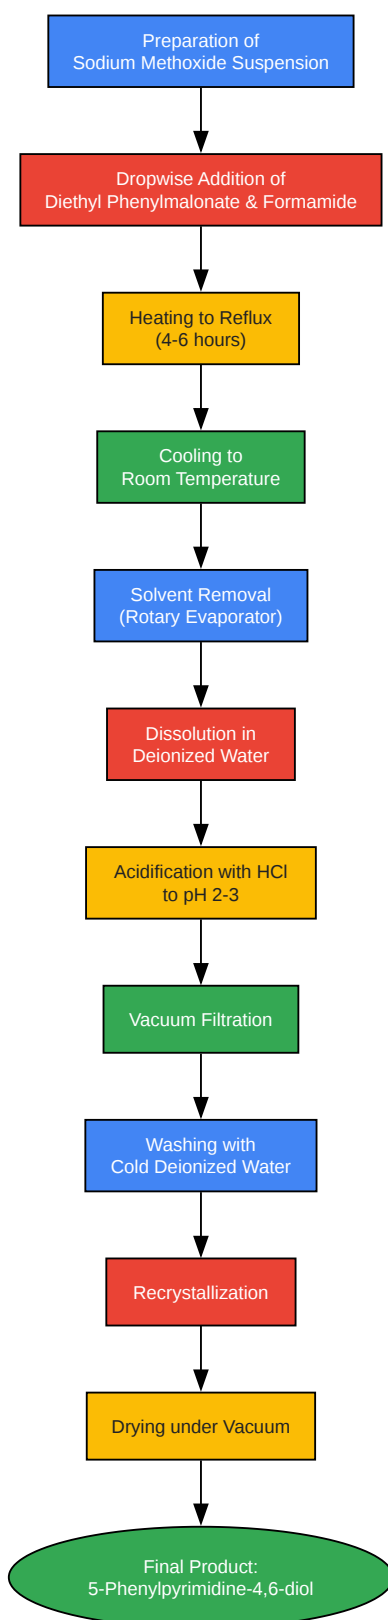 Preparation of
Sodium Methoxide Suspension
Dropwise Addition of
Diethyl Phenylmalonate & Formamide
Heating to Reflux
(4-6 hours)
Cooling to
Room Temperature
Solvent Removal
(Rotary Evaporator)
Dissolution in
Deionized Water
Acidification with HCl
to pH 2-3
Vacuum Filtration
Washing with
Cold Deionized Water
Recrystallization
Drying under Vacuum
Final Product:
5-Phenylpyrimidine-4,6-diol